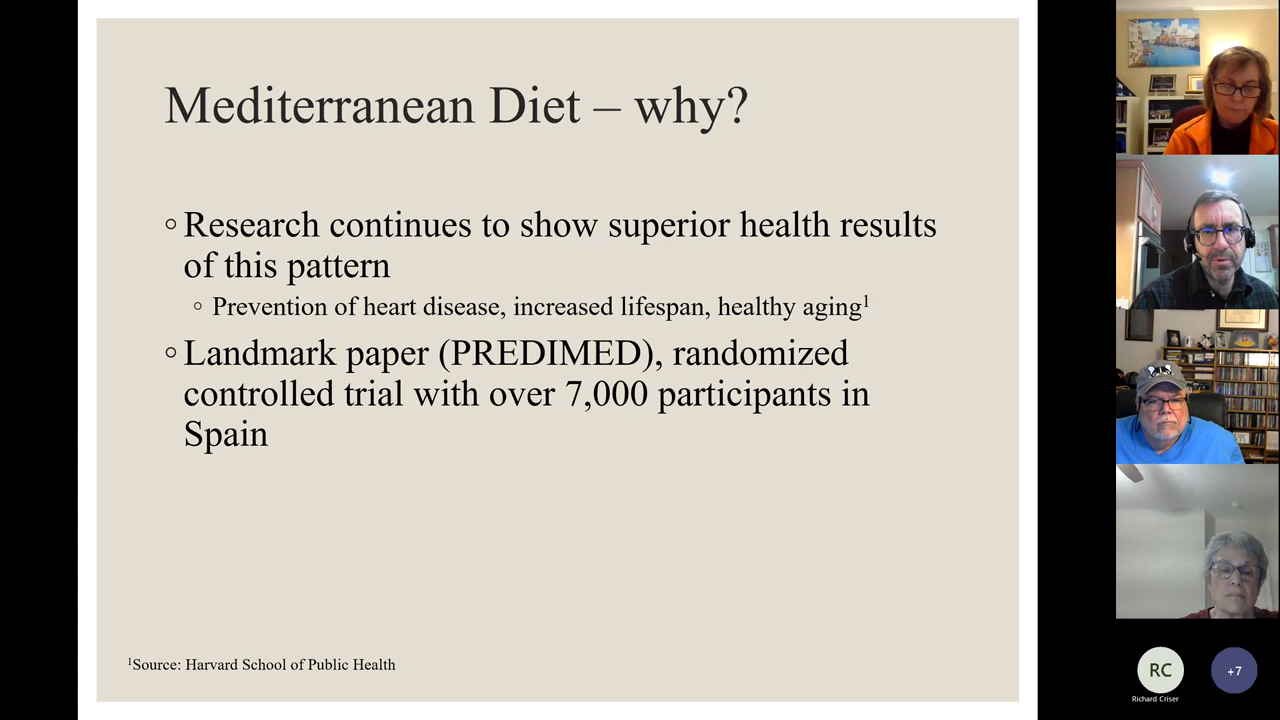 Mediterranean Diet – why?
◦ Research continues to show superior health results
of this pattern
◦ Prevention of heart disease, increased lifespan, healthy aging¹
◦ Landmark paper (PREDIMED), randomized
controlled trial with over 7,000 participants in
Spain
¹Source: Harvard School of Public Health
RC
Richard Criser
+7